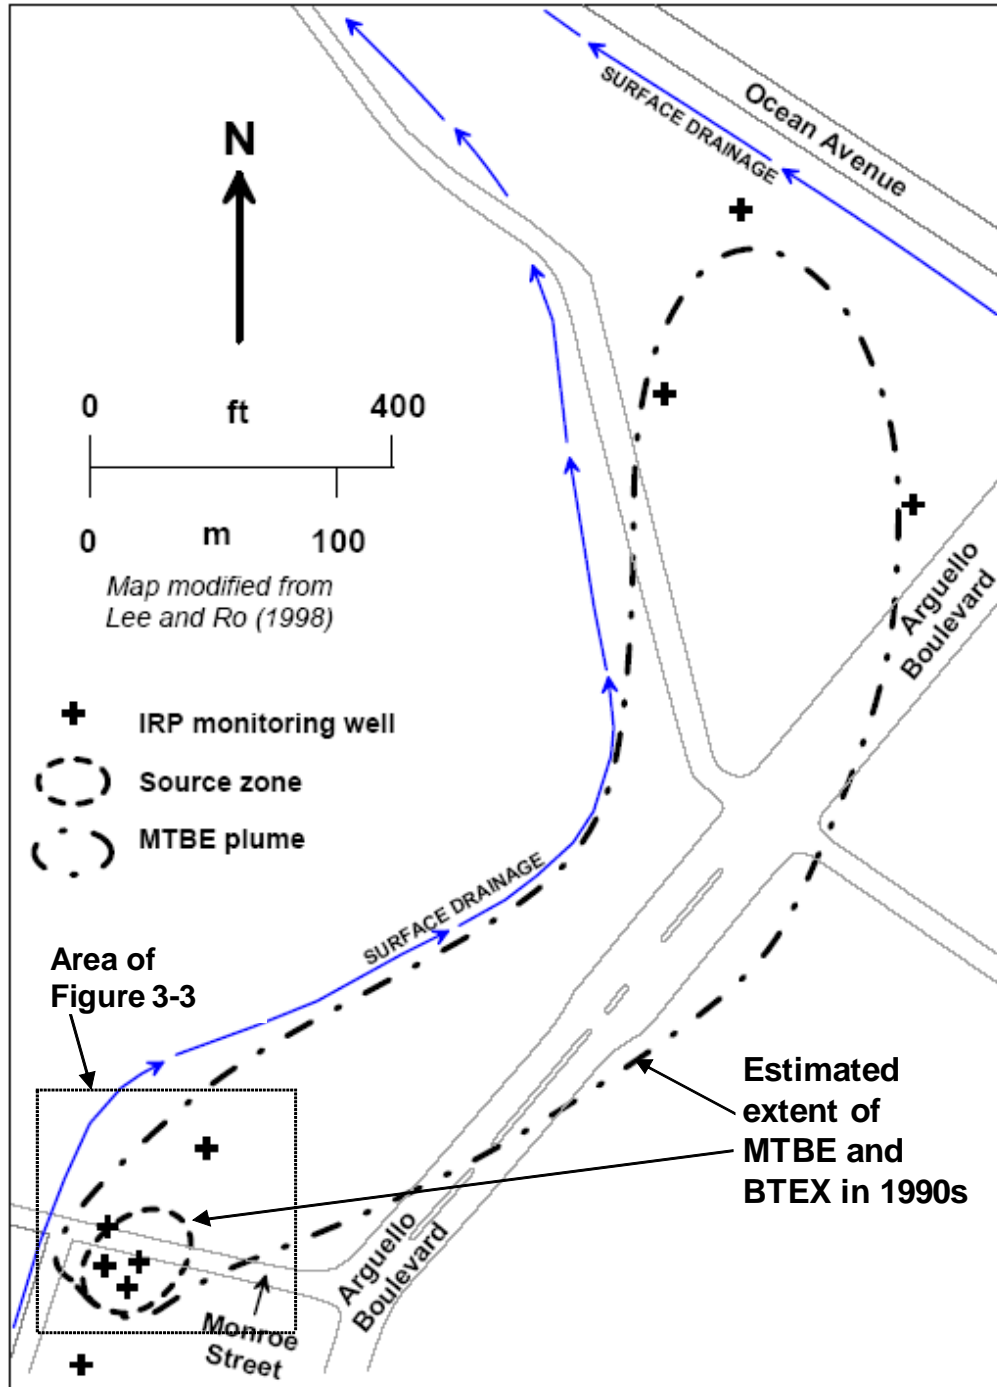 Ocean Avenue
SURFACE DRAINAGE
N
0
ft
400
0
m
100
Map modified from
Lee and Ro (1998)
Arguello
Boulevard
IRP monitoring well
Source zone
MTBE plume
SURFACE DRAINAGE
Area of
Figure 3-3
Estimated
extent of
MTBE and
BTEX in 1990s
Arguello
Boulevard
Monroe
Street